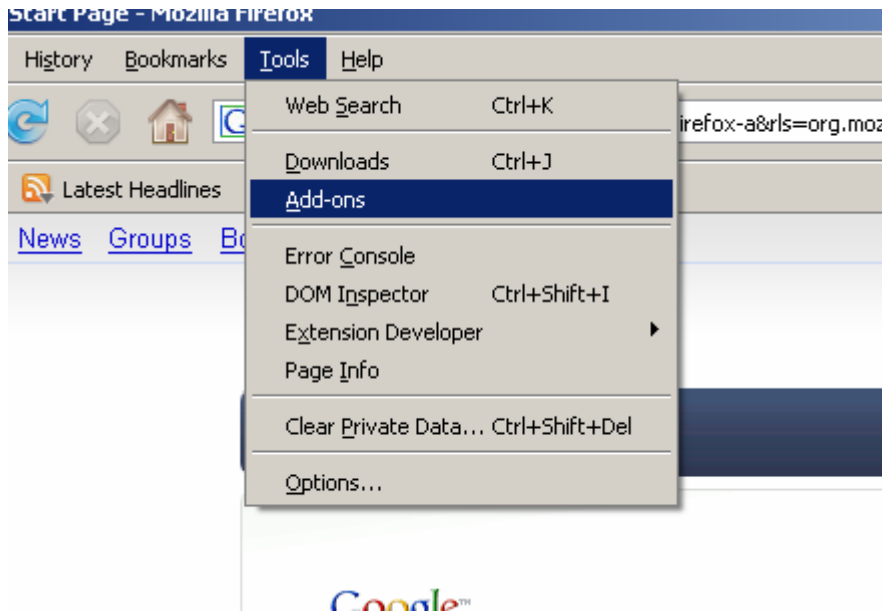 Start Page - Mozilla Firefox
History Bookmarks Tools Help
Web Search Ctrl+K
irefox-a&rls=org.moz
Downloads Ctrl+J
Latest Headlines
Add-ons
News Groups
Error Console
DOM Inspector Ctrl+Shift+I
Extension Developer
Page Info
Clear Private Data... Ctrl+Shift+Del
Options...
Google™